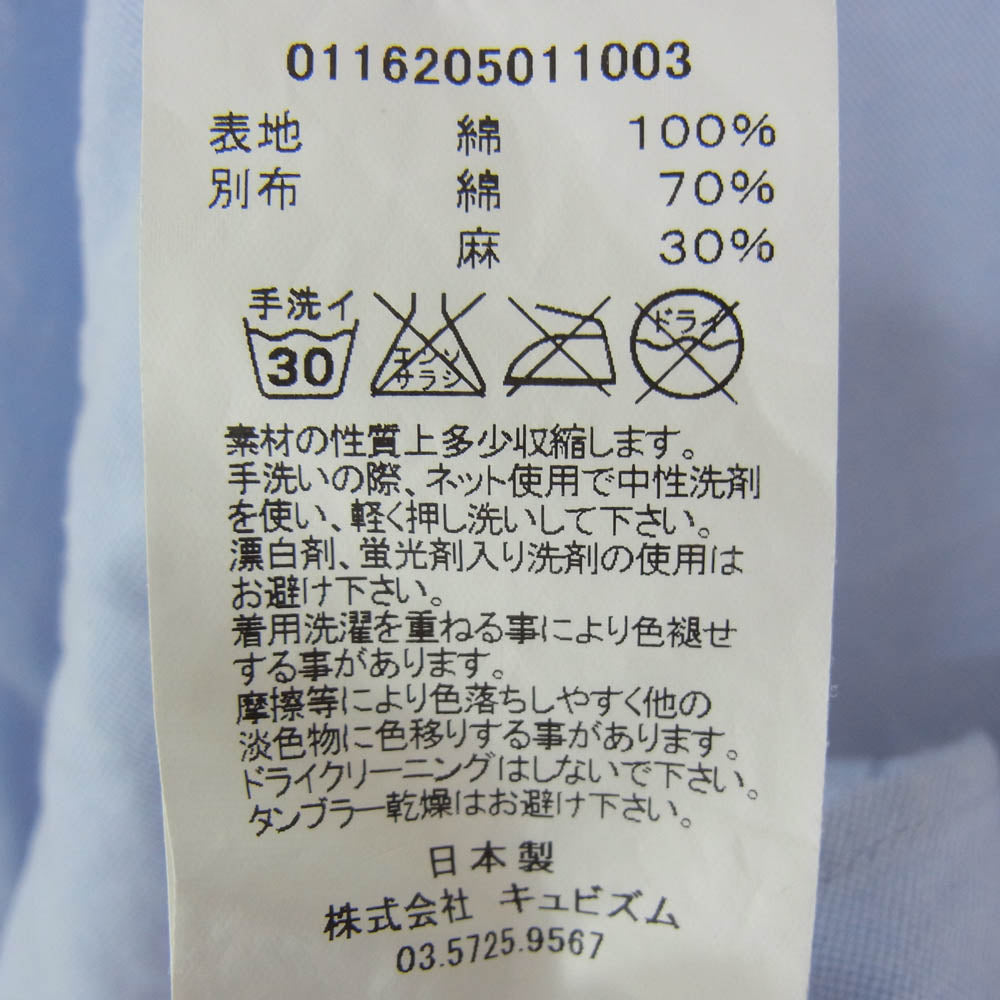 0116205011003
表地 綿 100%
別布 綿 70%
麻 30%
手洗イ
30
エンソ
サラシ
ドライ
素材の性質上多少収縮します。
手洗いの際、ネット使用で中性洗剤
を使い、軽く押し洗いして下さい。
漂白剤、蛍光剤入り洗剤の使用は
お避け下さい。
着用洗濯を重ねる事により色褪せ
する事があります。
摩擦等により色落ちしやすく他の
淡色物に色移りする事があります。
ドライクリーニングはしないで下さい。
タンブラー乾燥はお避け下さい。
日本製
株式会社 キュビズム
03.5725.9567